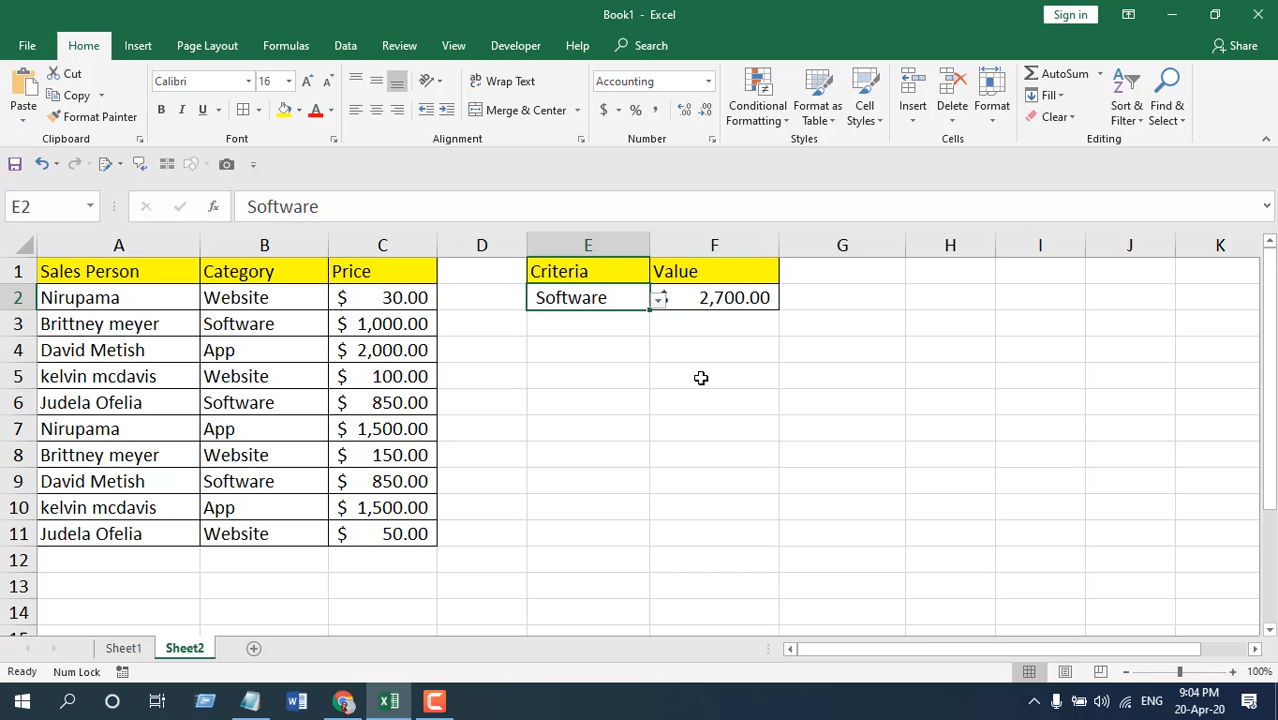 Book1 - Excel
Sign in
File Home Insert Page Layout Formulas Data Review View Developer Help Search Share
Paste
Cut
Copy
Format Painter
Clipboard
Calibri 16
B I U
Font
Wrap Text
Merge & Center
Alignment
Accounting
$ % ,
Number
Conditional Formatting
Format as Table
Cell Styles
Styles
Insert Delete Format
Cells
AutoSum
Fill
Clear
Sort & Filter
Find & Select
Editing
E2 fx Software
A B C D E F G H I J K
1 Sales Person Category Price Criteria Value
2 Nirupama Website $ 30.00 Software 2,700.00
3 Brittney meyer Software $ 1,000.00
4 David Metish App $ 2,000.00
5 kelvin mcdavis Website $ 100.00
6 Judela Ofelia Software $ 850.00
7 Nirupama App $ 1,500.00
8 Brittney meyer Website $ 150.00
9 David Metish Software $ 850.00
10 kelvin mcdavis App $ 1,500.00
11 Judela Ofelia Website $ 50.00
12
13
14
Sheet1 Sheet2
Ready Num Lock 100%
ENG
9:04 PM
20-Apr-20